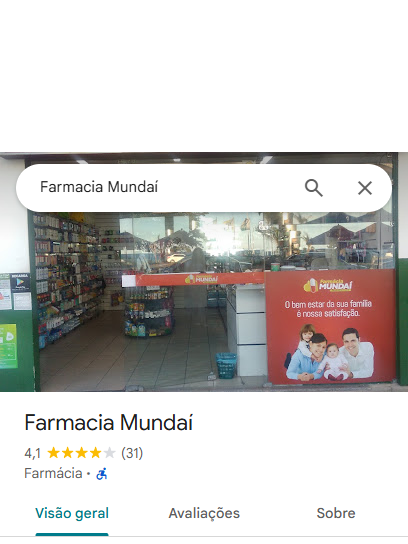 Farmacia Mundaí
Farmácia
MUNDAÍ
Farmácia
MUNDAÍ
O bem estar da sua família
é nossa satisfação.
Farmacia Mundaí
4,1 (31)
Farmácia ·
Visão geral Avaliações Sobre